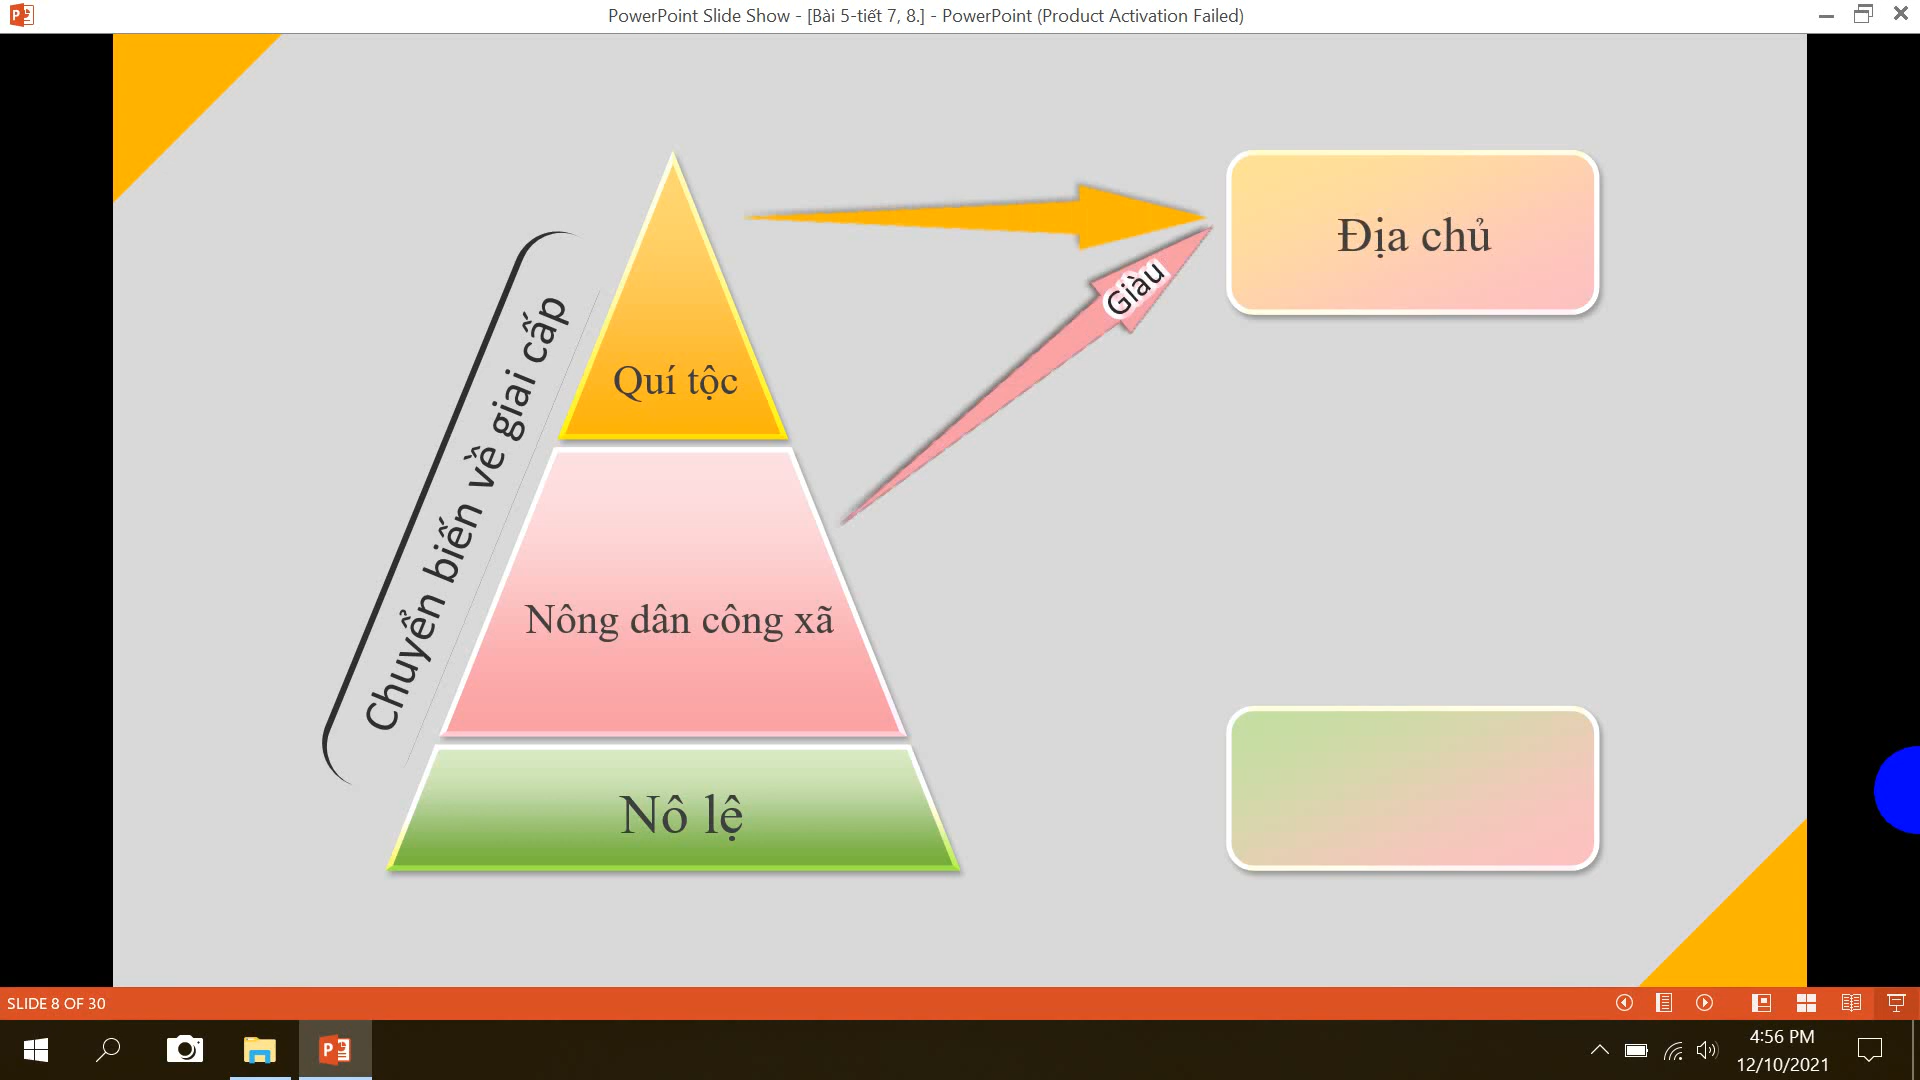 PowerPoint Slide Show - [Bài 5-tiết 7, 8.] - PowerPoint (Product Activation Failed)
Địa chủ
Giàu
Chuyển biến về giai cấp
Quí tộc
Nông dân công xã
Nô lệ
SLIDE 8 OF 30
4:56 PM
12/10/2021